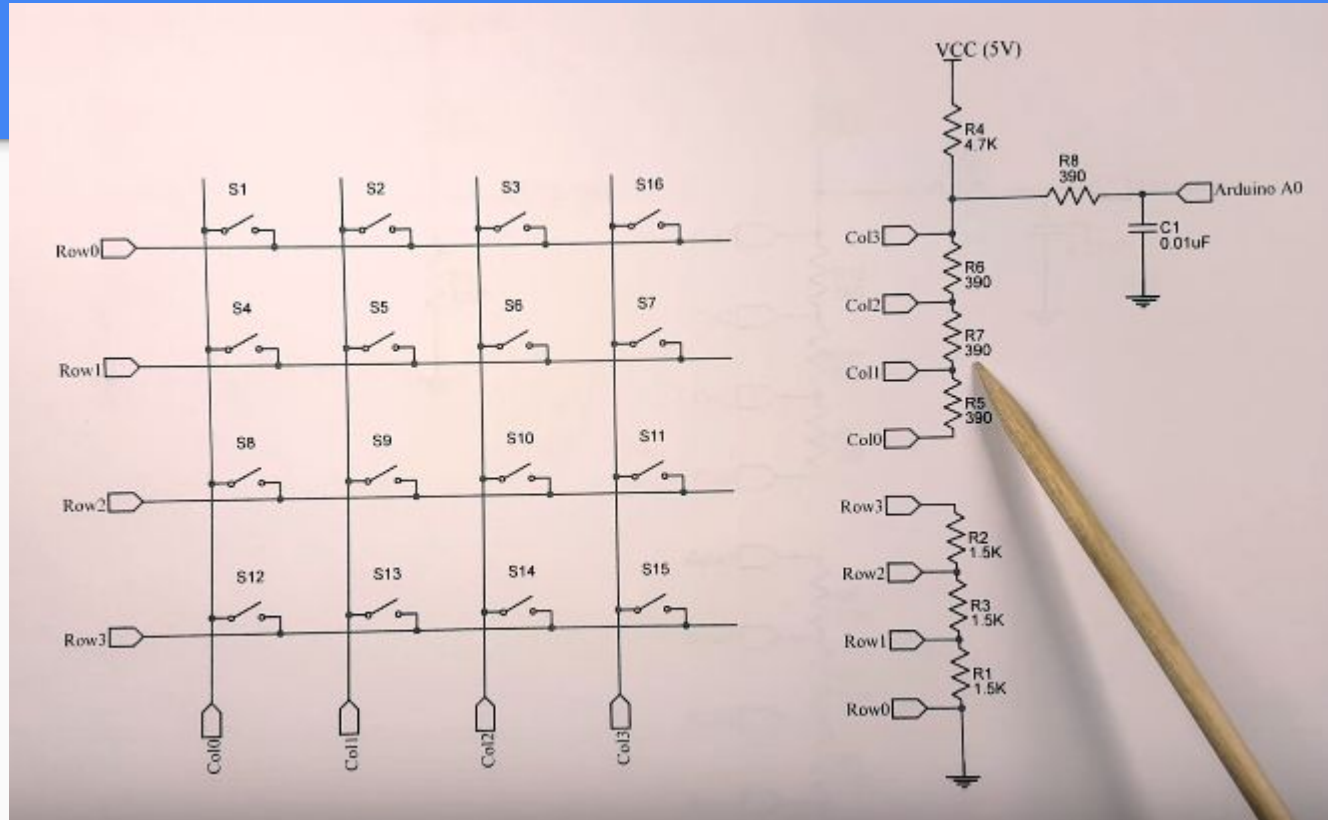 VCC (5V)
R4
4.7K
R8
390
Arduino A0
C1
0.01uF
S1
S2
S3
S16
Row0
Col3
R6
390
S4
S5
S6
S7
Col2
R7
390
Row1
Col1
R5
390
S8
S9
S10
S11
Col0
Row2
Row3
R2
1.5K
S12
S13
S14
S15
Row2
R3
1.5K
Row3
Row1
R1
1.5K
Row0
Col0
Col1
Col2
Col3